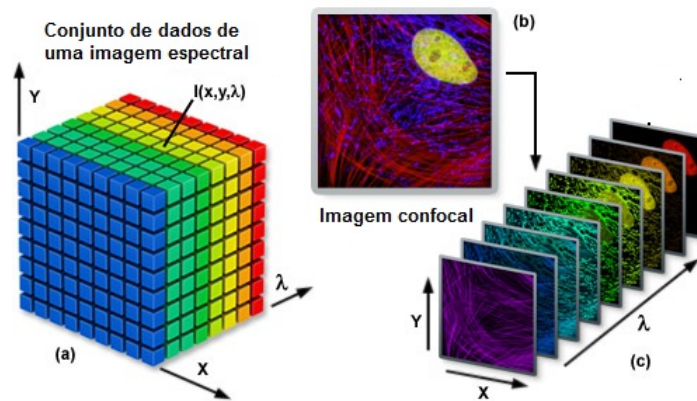 Conjunto de dados de
uma imagem espectral
Y
I(x,y,λ)
λ
X
(a)
(b)
Imagem confocal
Y
X
λ
(c)